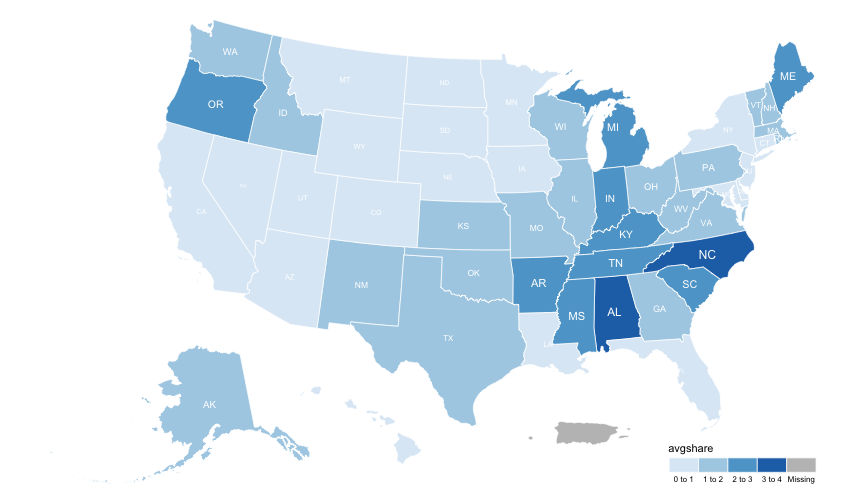 WA
MT
ND
MN
ME
OR
ID
SD
WI
MI
VT
NH
WY
IA
NY
MA
CT
NE
PA
NV
UT
CO
IL
IN
OH
CA
KS
MO
WV
VA
KY
AZ
NM
OK
TN
NC
AR
SC
MS
AL
GA
TX
AK
avgshare
0 to 1
1 to 2
2 to 3
3 to 4
Missing